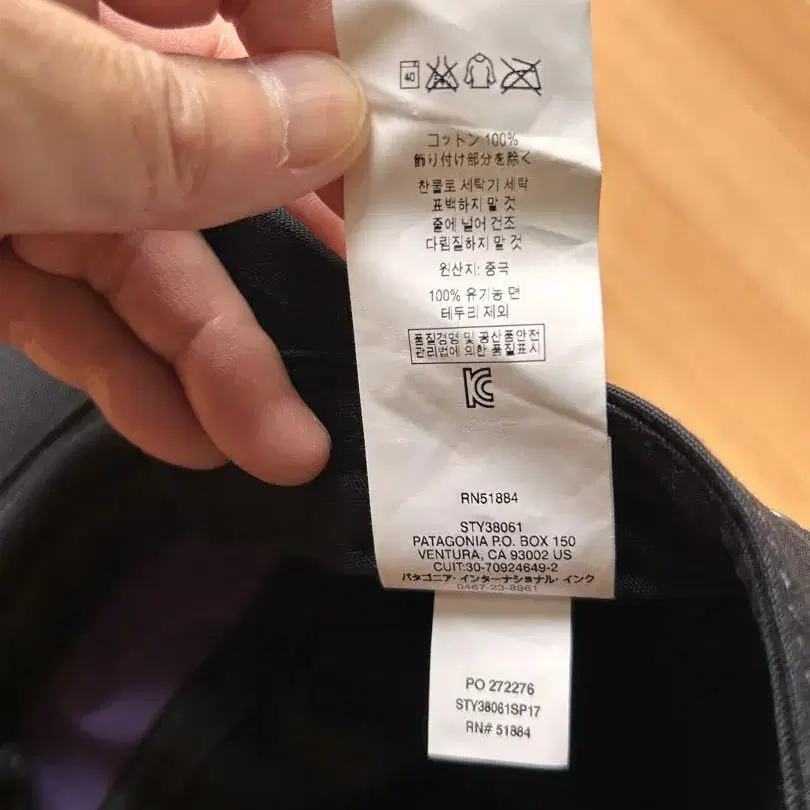 40
コットン 100%
飾り付け部分を除く
찬물로 세탁기 세탁
표백하지 말 것
줄에 널어 건조
다림질하지 말 것
원산지: 중국
100% 유기농 면
테두리 제외
품질경영 및 공산품안전
관리법에 의한 품질표시
RN51884
STY38061
PATAGONIA P.O. BOX 150
VENTURA, CA 93002 US
CUIT:30-70924649-2
パタゴニア・インターナショナル・インク
0467-23-8961
PO 272276
STY38061SP17
RN# 51884